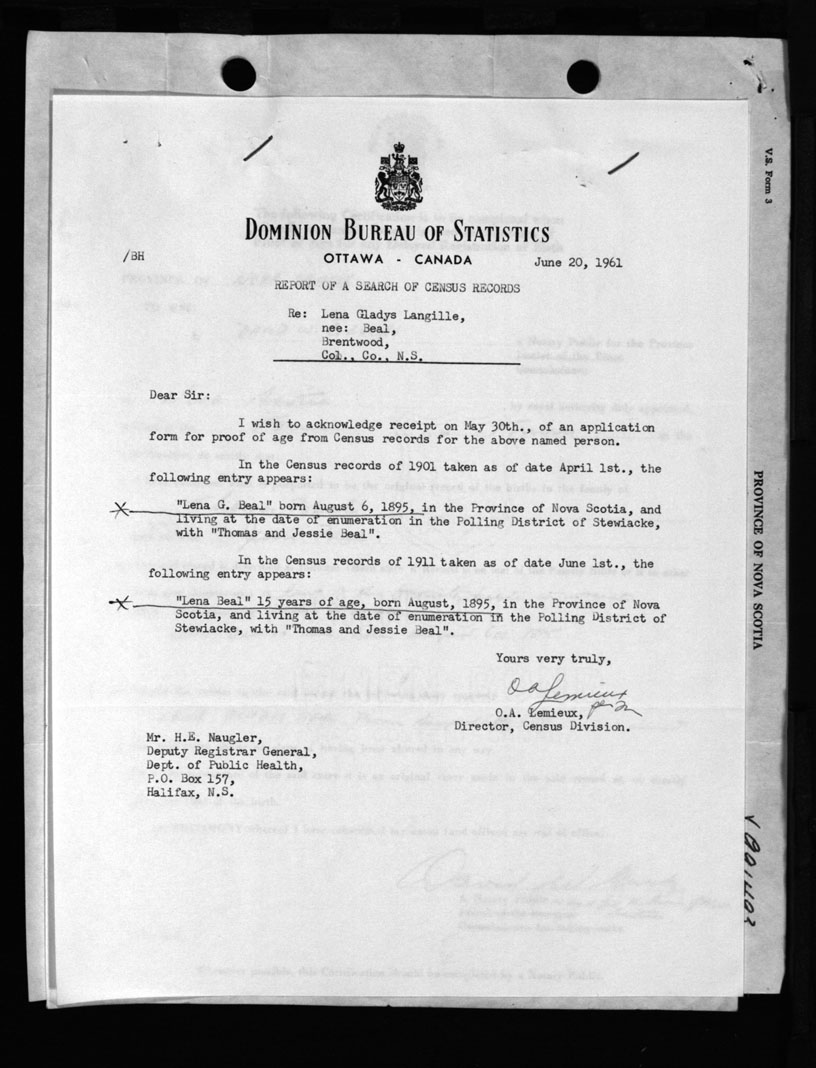 V.S. Form 3
DOMINION BUREAU OF STATISTICS
/BH
OTTAWA - CANADA
June 20, 1961
REPORT OF A SEARCH OF CENSUS RECORDS
Re: Lena Gladys Langille,
nee: Beal,
Brentwood,
Col., Co., N.S.
Dear Sir:
I wish to acknowledge receipt on May 30th., of an application
form for proof of age from Census records for the above named person.
In the Census records of 1901 taken as of date April 1st., the
following entry appears:
"Lena G. Beal" born August 6, 1895, in the Province of Nova Scotia, and
living at the date of enumeration in the Polling District of Stewiacke,
with "Thomas and Jessie Beal".
In the Census records of 1911 taken as of date June 1st., the
following entry appears:
"Lena Beal" 15 years of age, born August, 1895, in the Province of Nova
Scotia, and living at the date of enumeration in the Polling District of
Stewiacke, with "Thomas and Jessie Beal".
Yours very truly,
O A Lemieux
per
O.A. Lemieux,
Director, Census Division.
Mr. H.E. Naugler,
Deputy Registrar General,
Dept. of Public Health,
P.O. Box 157,
Halifax, N.S.
PROVINCE OF NOVA SCOTIA